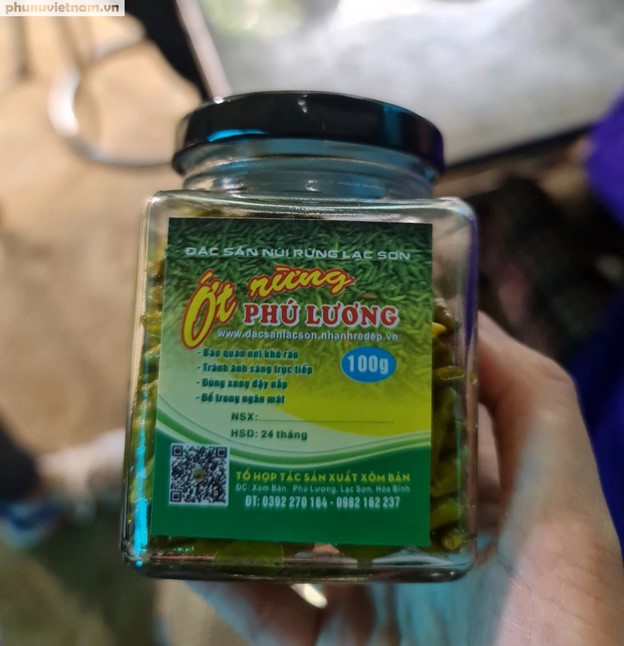 phunuvietnam.vn
ĐẶC SẢN NÚI RỪNG LẠC SƠN
Ớt rừng
PHÚ LƯƠNG
www.dacsanlacson.nhanhredep.vn
- Bảo quản nơi khô ráo
- Tránh ánh sáng trực tiếp
- Dùng xong đậy nắp
- Để trong ngăn mát
100g
NSX:
HSD: 24 tháng
TỔ HỢP TÁC SẢN XUẤT XÓM BÁN
ĐC: Xóm Bán, Phú Lương, Lạc Sơn, Hòa Bình
ĐT: 0392 270 164 - 0982 162 237